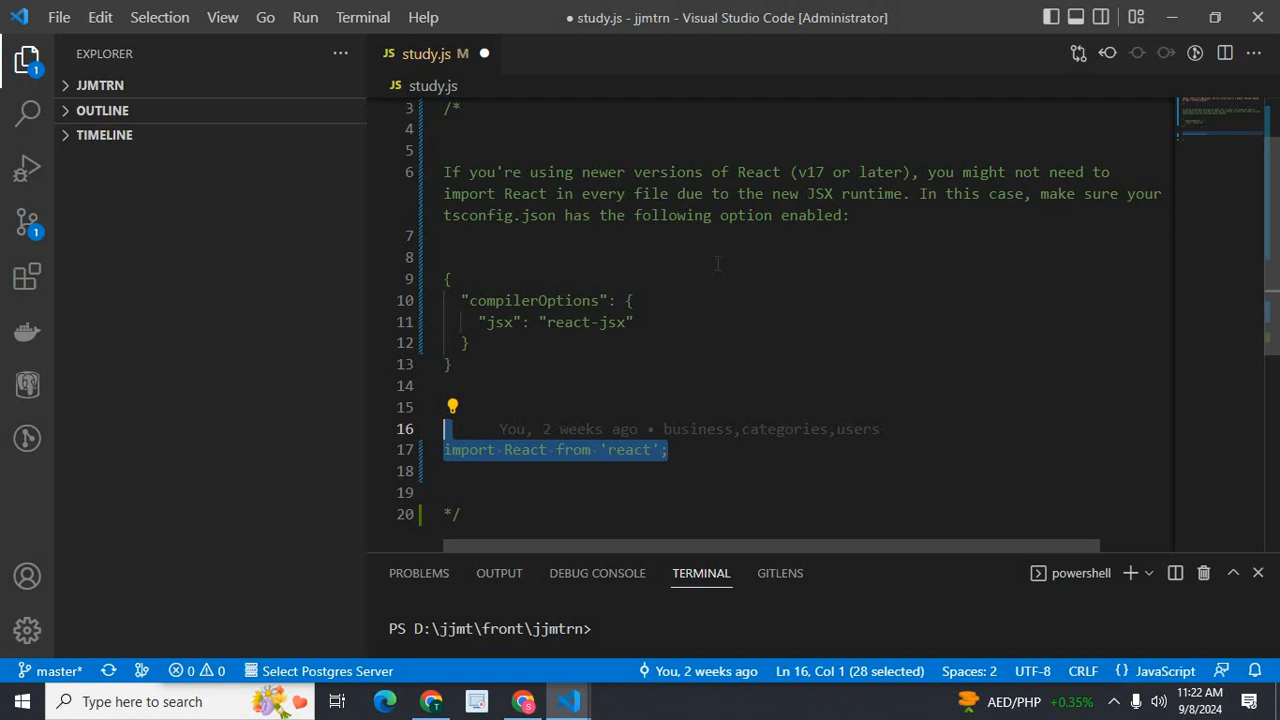 File Edit Selection View Go Run Terminal Help ● study.js - jjmtrn - Visual Studio Code [Administrator]
EXPLORER ···
JS study.js M ●
JJMTRN
JS study.js
OUTLINE
TIMELINE
3 /*
4
5
6 If you're using newer versions of React (v17 or later), you might not need to
import React in every file due to the new JSX runtime. In this case, make sure your
tsconfig.json has the following option enabled:
7
8
9 {
10 "compilerOptions": {
11 "jsx": "react-jsx"
12 }
13 }
14
15
16 You, 2 weeks ago • business,categories,users
17 import React from 'react';
18
19
20 */
1
1
PROBLEMS OUTPUT DEBUG CONSOLE TERMINAL GITLENS powershell
PS D:\jjmt\front\jjmtrn>
master* 0 0 Select Postgres Server You, 2 weeks ago Ln 16, Col 1 (28 selected) Spaces: 2 UTF-8 CRLF { } JavaScript
Type here to search T S AED/PHP +0.35% 11:22 AM
9/8/2024